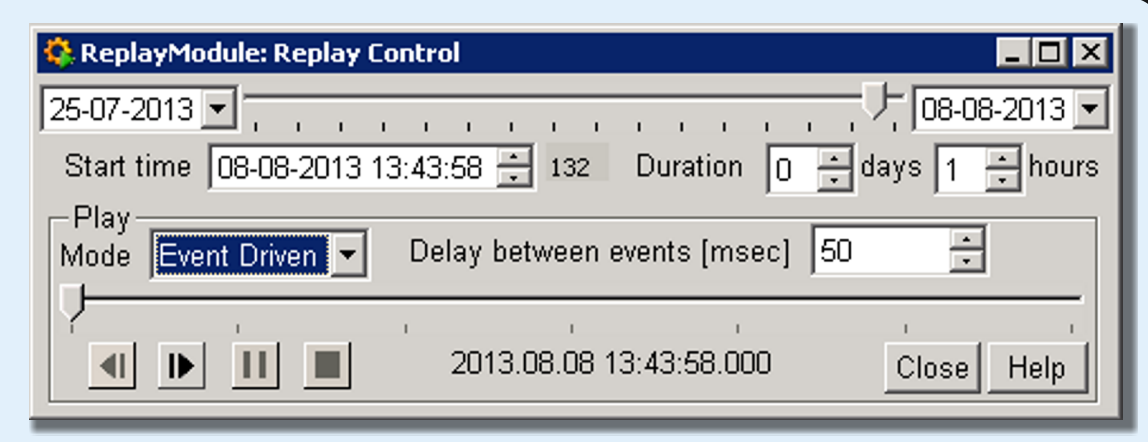 ReplayModule: Replay Control
25-07-2013 08-08-2013
Start time 08-08-2013 13:43:58 132 Duration 0 days 1 hours
Play
Mode Event Driven Delay between events [msec] 50
2013.08.08 13:43:58.000 Close Help